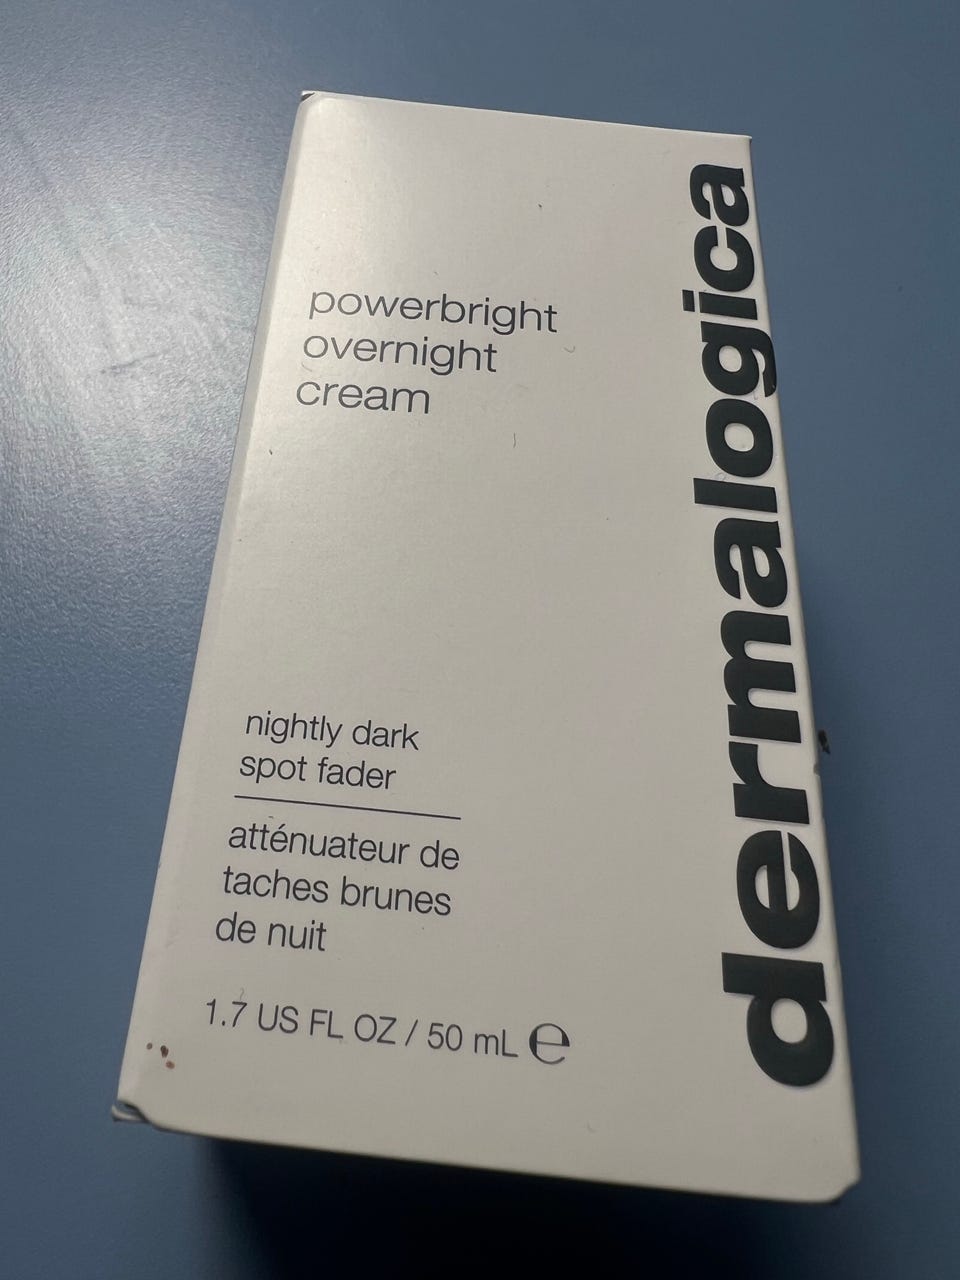 powerbright
overnight
cream
nightly dark
spot fader
atténuateur de
taches brunes
de nuit
1.7 US FL OZ / 50 mL ℮
dermalogica